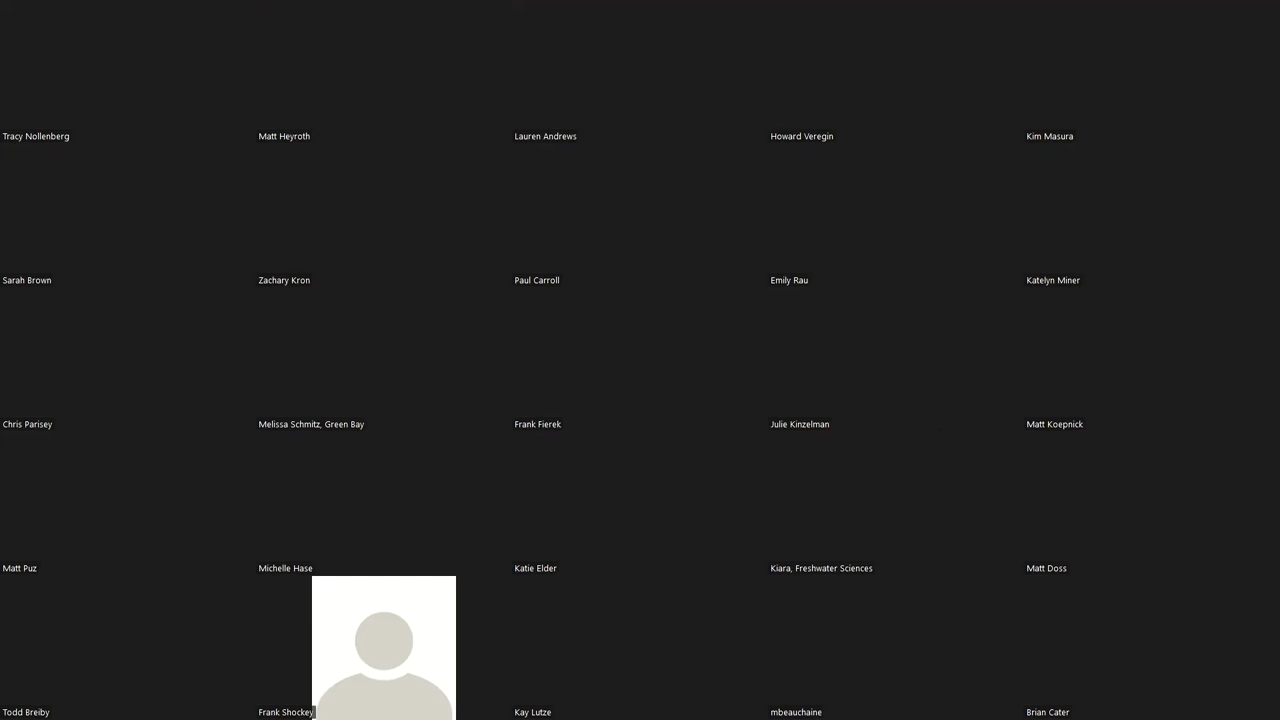 Tracy Nollenberg
Matt Heyroth
Lauren Andrews
Howard Veregin
Kim Masura
Sarah Brown
Zachary Kron
Paul Carroll
Emily Rau
Katelyn Miner
Chris Parisey
Melissa Schmitz, Green Bay
Frank Fierek
Julie Kinzelman
Matt Koepnick
Matt Puz
Michelle Hase
Katie Elder
Kiara, Freshwater Sciences
Matt Doss
Todd Breiby
Frank Shockey
Kay Lutze
mbeauchaine
Brian Cater